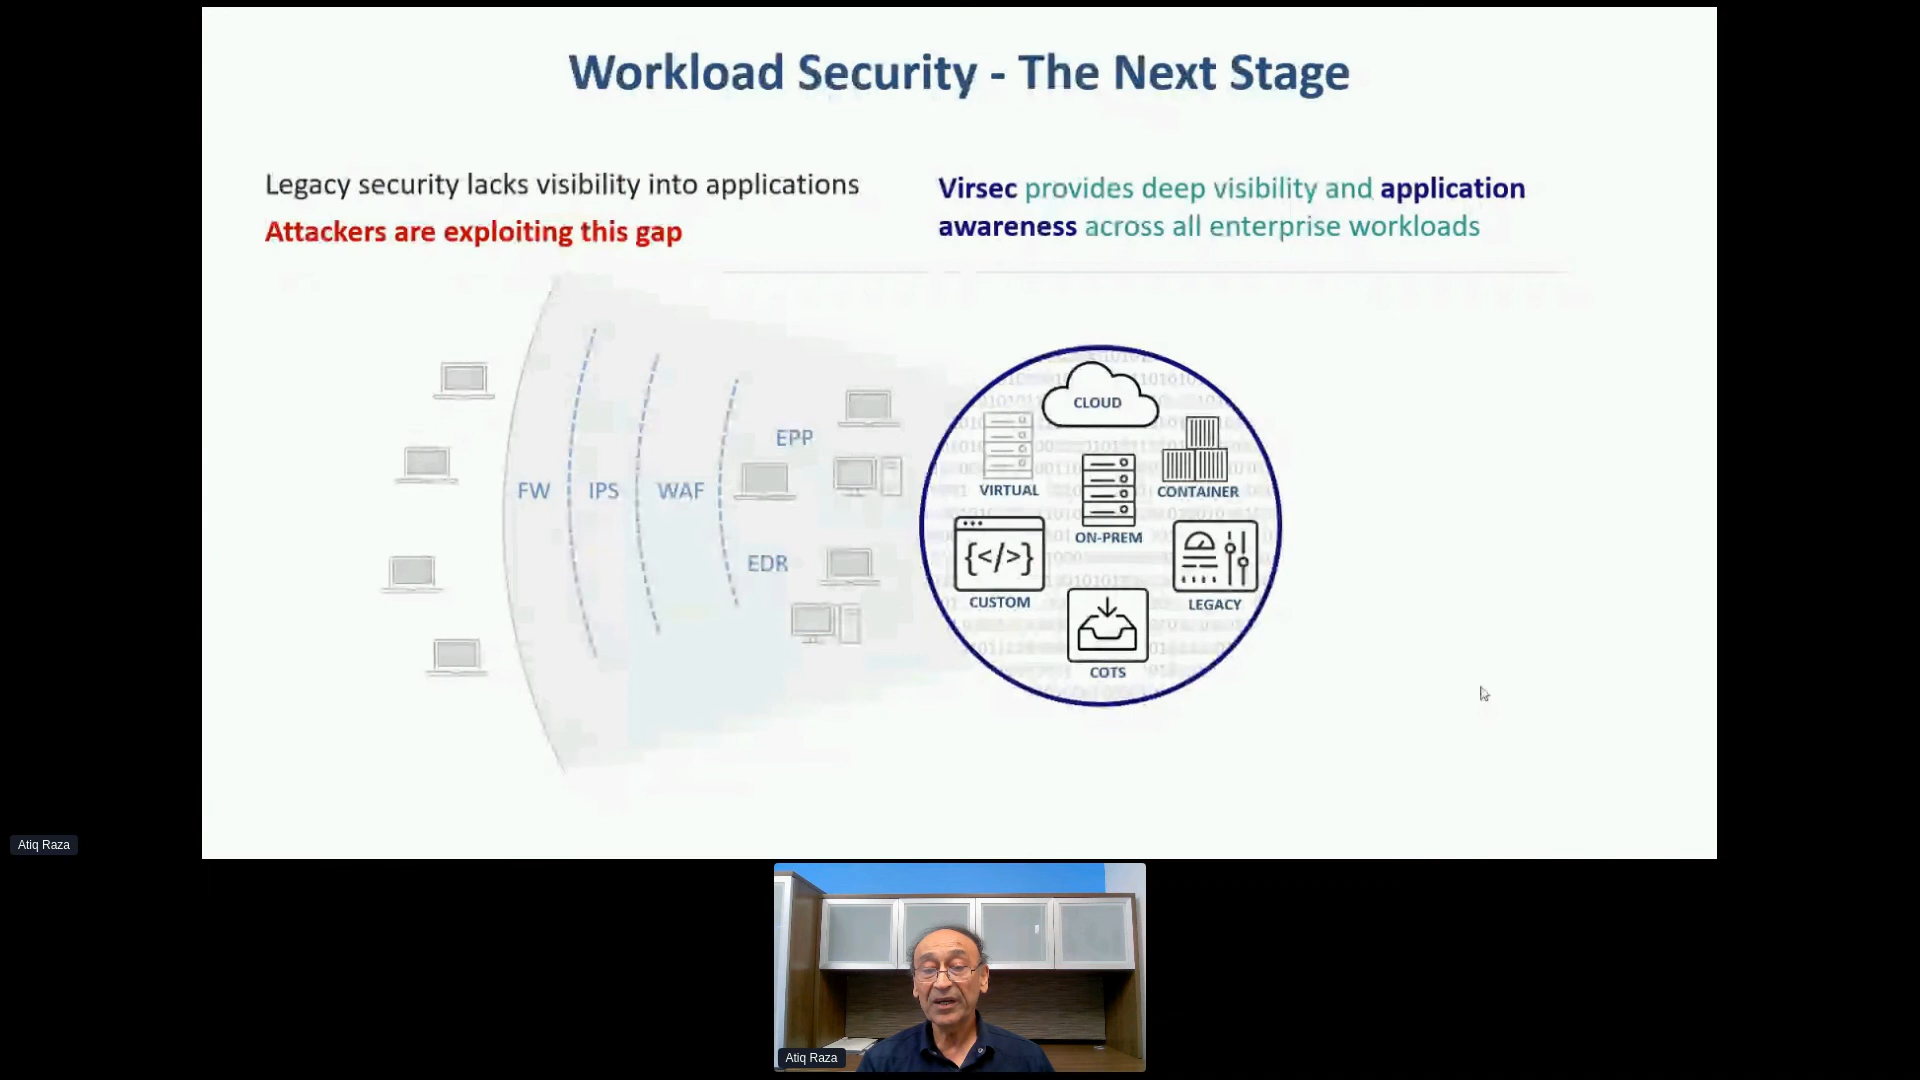 Workload Security - The Next Stage
Legacy security lacks visibility into applications
Attackers are exploiting this gap
Virsec provides deep visibility and application
awareness across all enterprise workloads
FW
IPS
WAF
EPP
EDR
CLOUD
VIRTUAL
CONTAINER
ON-PREM
CUSTOM
LEGACY
COTS
Atiq Raza
Atiq Raza